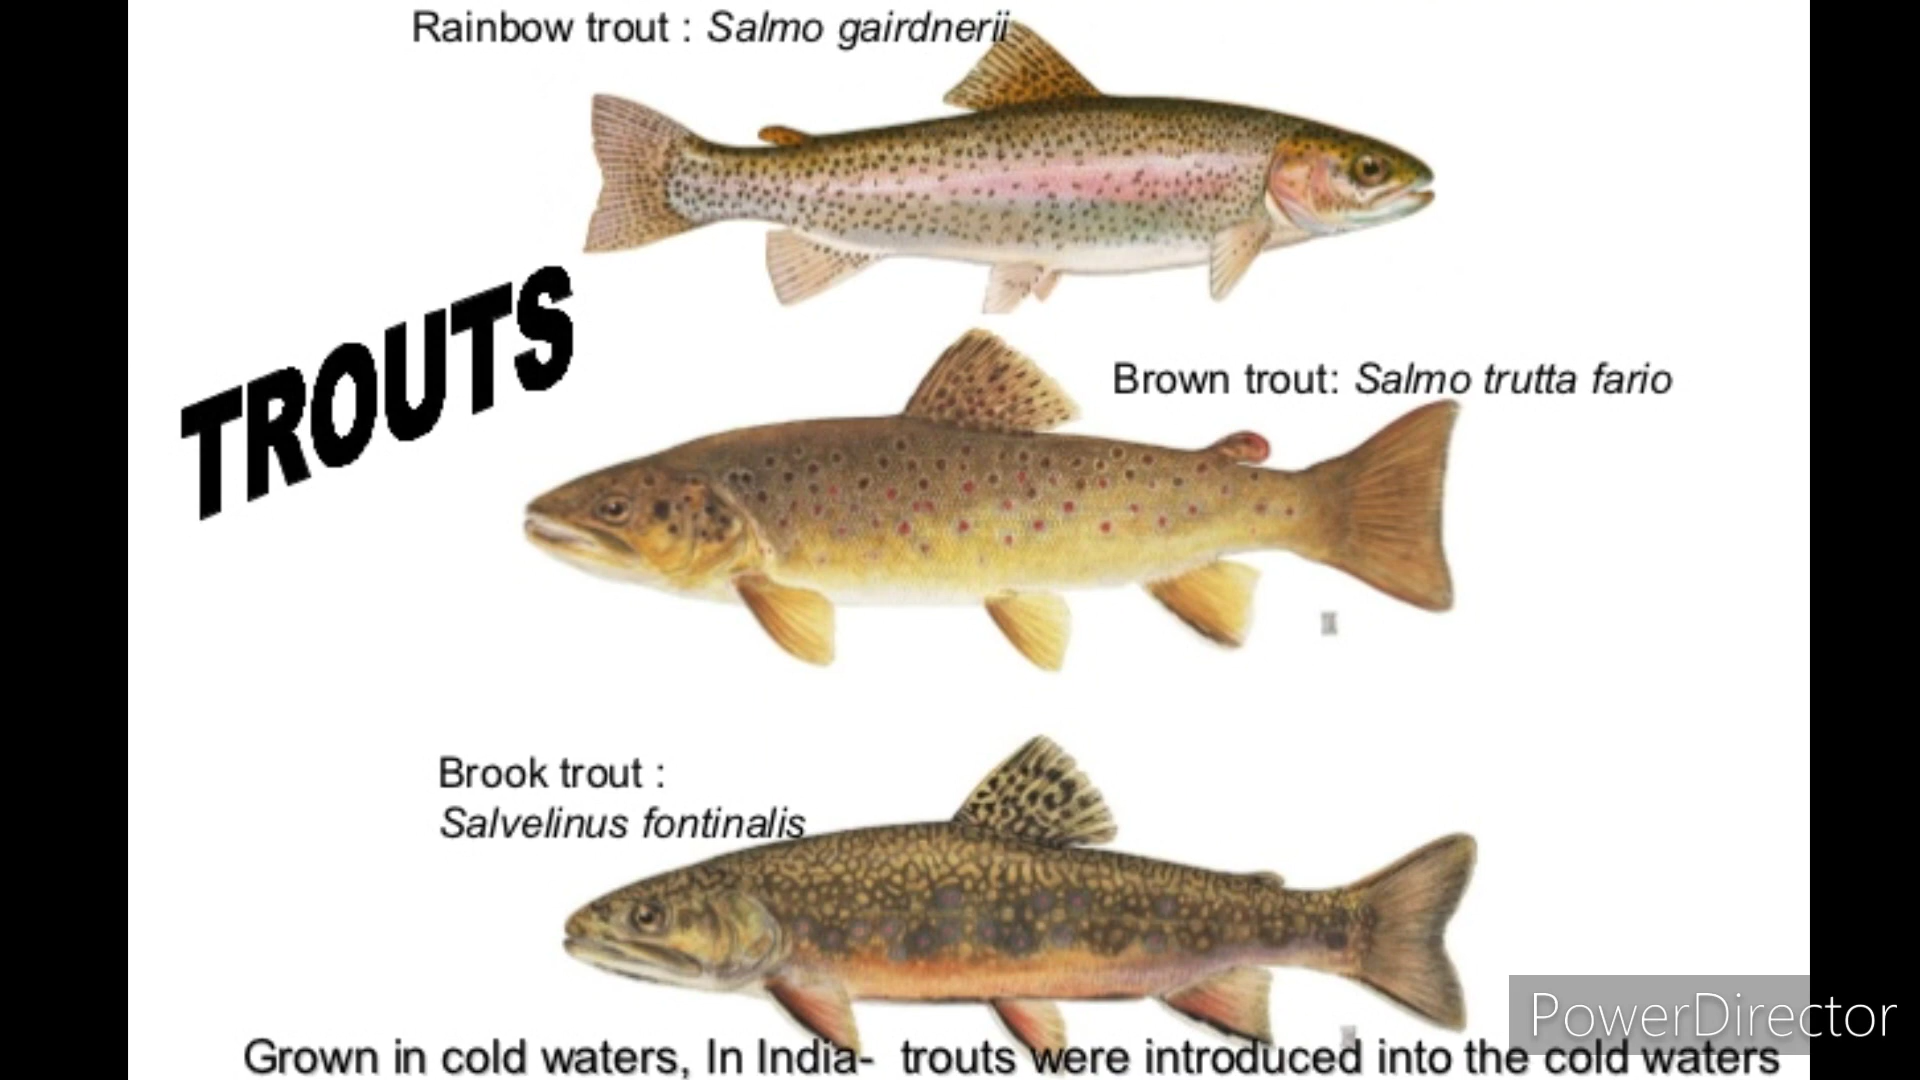 Rainbow trout : Salmo gairdnerii
TROUTS
Brown trout: Salmo trutta fario
Brook trout :
Salvelinus fontinalis
PowerDirector
Grown in cold waters, In India- trouts were introduced into the cold waters